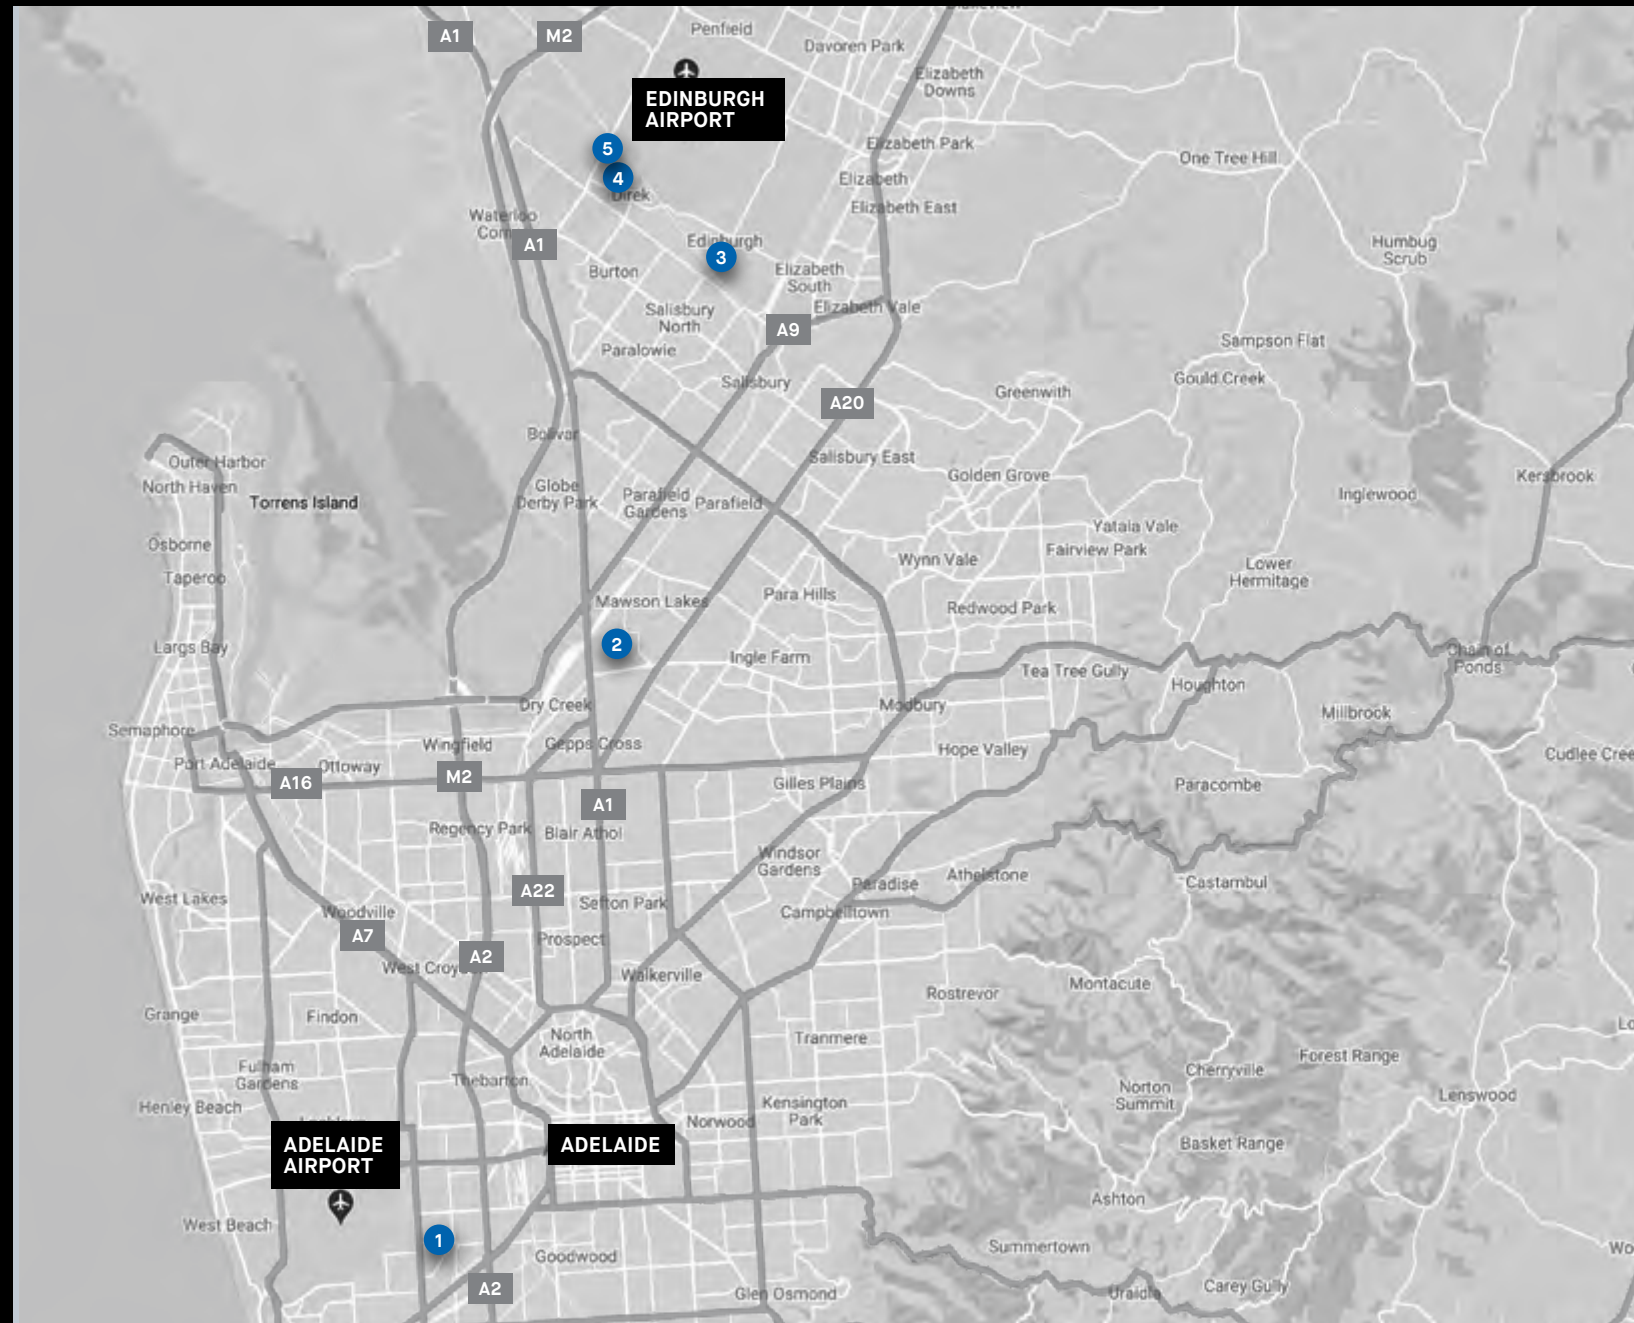 Penfield
A1
M2
Davoren Park
Elizabeth
Downs
EDINBURGH
AIRPORT
5
Elizabeth Park
One Tree Hill
4
Direk
Elizabeth
Elizabeth East
Waterloo
A1
Edinburgh
3
Humbug
Scrub
Burton
Elizabeth
South
Salisbury
North
Elizabeth Vale
A9
Sampson Flat
Paralowie
Salisbury
Gould Creek
Greenwith
A20
Bolivar
Outer Harbor
Salisbury East
North Haven
Torrens Island
Globe
Derby Park
Parafield
Gardens
Parafield
Golden Grove
Inglewood
Kersbrook
Yatala Vale
Osborne
Fairview Park
Wynn Vale
Taperoo
Lower
Hermitage
Mawson Lakes
Para Hills
Redwood Park
Largs Bay
2
Ingle Farm
Chain of
Ponds
Tea Tree Gully
Houghton
Dry Creek
Modbury
Millbrook
Semaphore
Wingfield
Gepps Cross
Hope Valley
Port Adelaide
Ottoway
A16
M2
Gilles Plains
Paracombe
A1
Regency Park
Blair Athol
Windsor
Gardens
A22
Paradise
Athelstone
Castambul
West Lakes
Woodville
Sefton Park
Campbelltown
A7
Prospect
A2
Walkerville
Montacute
Rostrevor
Grange
Findon
North
Adelaide
Tranmere
Forest Range
Fulham
Gardens
Thebarton
Cherryville
Norton
Summit
Lenswood
Henley Beach
Kensington
Park
Norwood
ADELAIDE
AIRPORT
ADELAIDE
Basket Range
Ashton
West Beach
1
Goodwood
Summertown
A2
Glen Osmond
Uraidla
Carey Gully